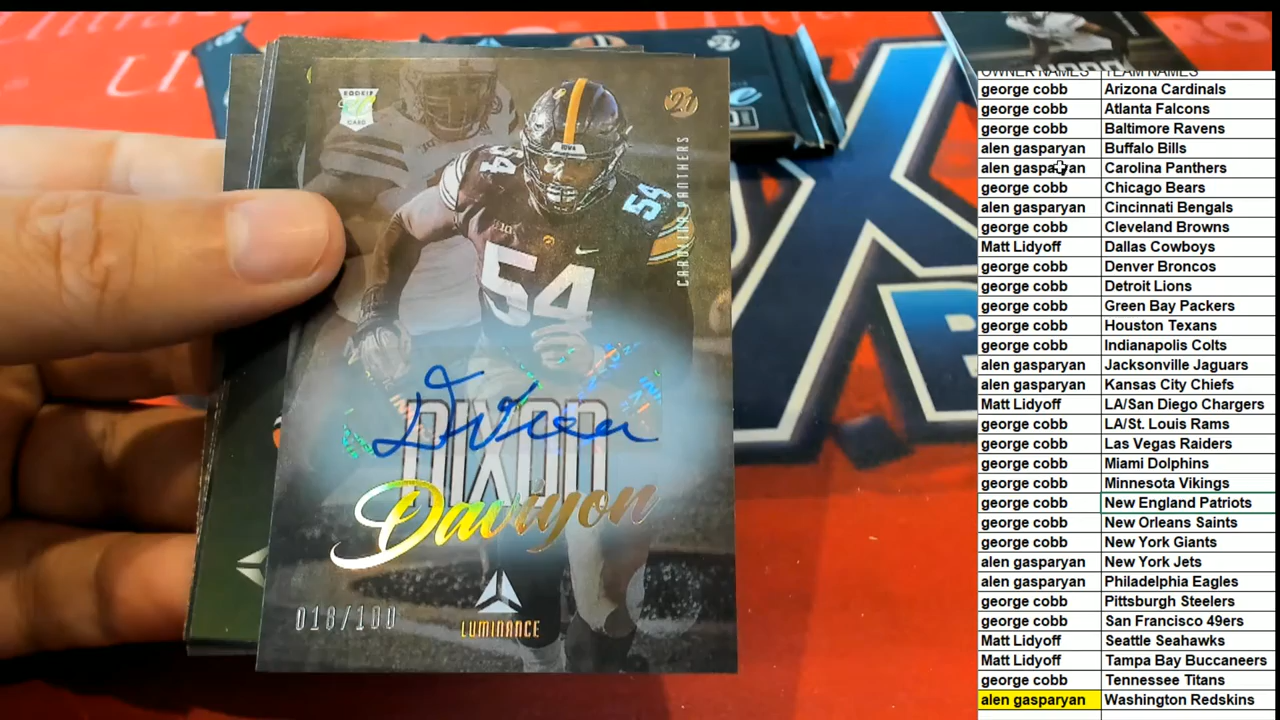 ROOKIE
CARD
21
CAROLINA PANTHERS
54
54
54
IOWA
DIXON
Daviyon
018/100
LUMINANCE
OWNER NAMES TEAM NAMES
george cobb Arizona Cardinals
george cobb Atlanta Falcons
george cobb Baltimore Ravens
alen gasparyan Buffalo Bills
alen gasparyan Carolina Panthers
george cobb Chicago Bears
alen gasparyan Cincinnati Bengals
george cobb Cleveland Browns
Matt Lidyoff Dallas Cowboys
george cobb Denver Broncos
george cobb Detroit Lions
george cobb Green Bay Packers
george cobb Houston Texans
george cobb Indianapolis Colts
alen gasparyan Jacksonville Jaguars
alen gasparyan Kansas City Chiefs
Matt Lidyoff LA/San Diego Chargers
george cobb LA/St. Louis Rams
george cobb Las Vegas Raiders
george cobb Miami Dolphins
george cobb Minnesota Vikings
george cobb New England Patriots
george cobb New Orleans Saints
george cobb New York Giants
alen gasparyan New York Jets
alen gasparyan Philadelphia Eagles
george cobb Pittsburgh Steelers
george cobb San Francisco 49ers
Matt Lidyoff Seattle Seahawks
Matt Lidyoff Tampa Bay Buccaneers
george cobb Tennessee Titans
alen gasparyan Washington Redskins